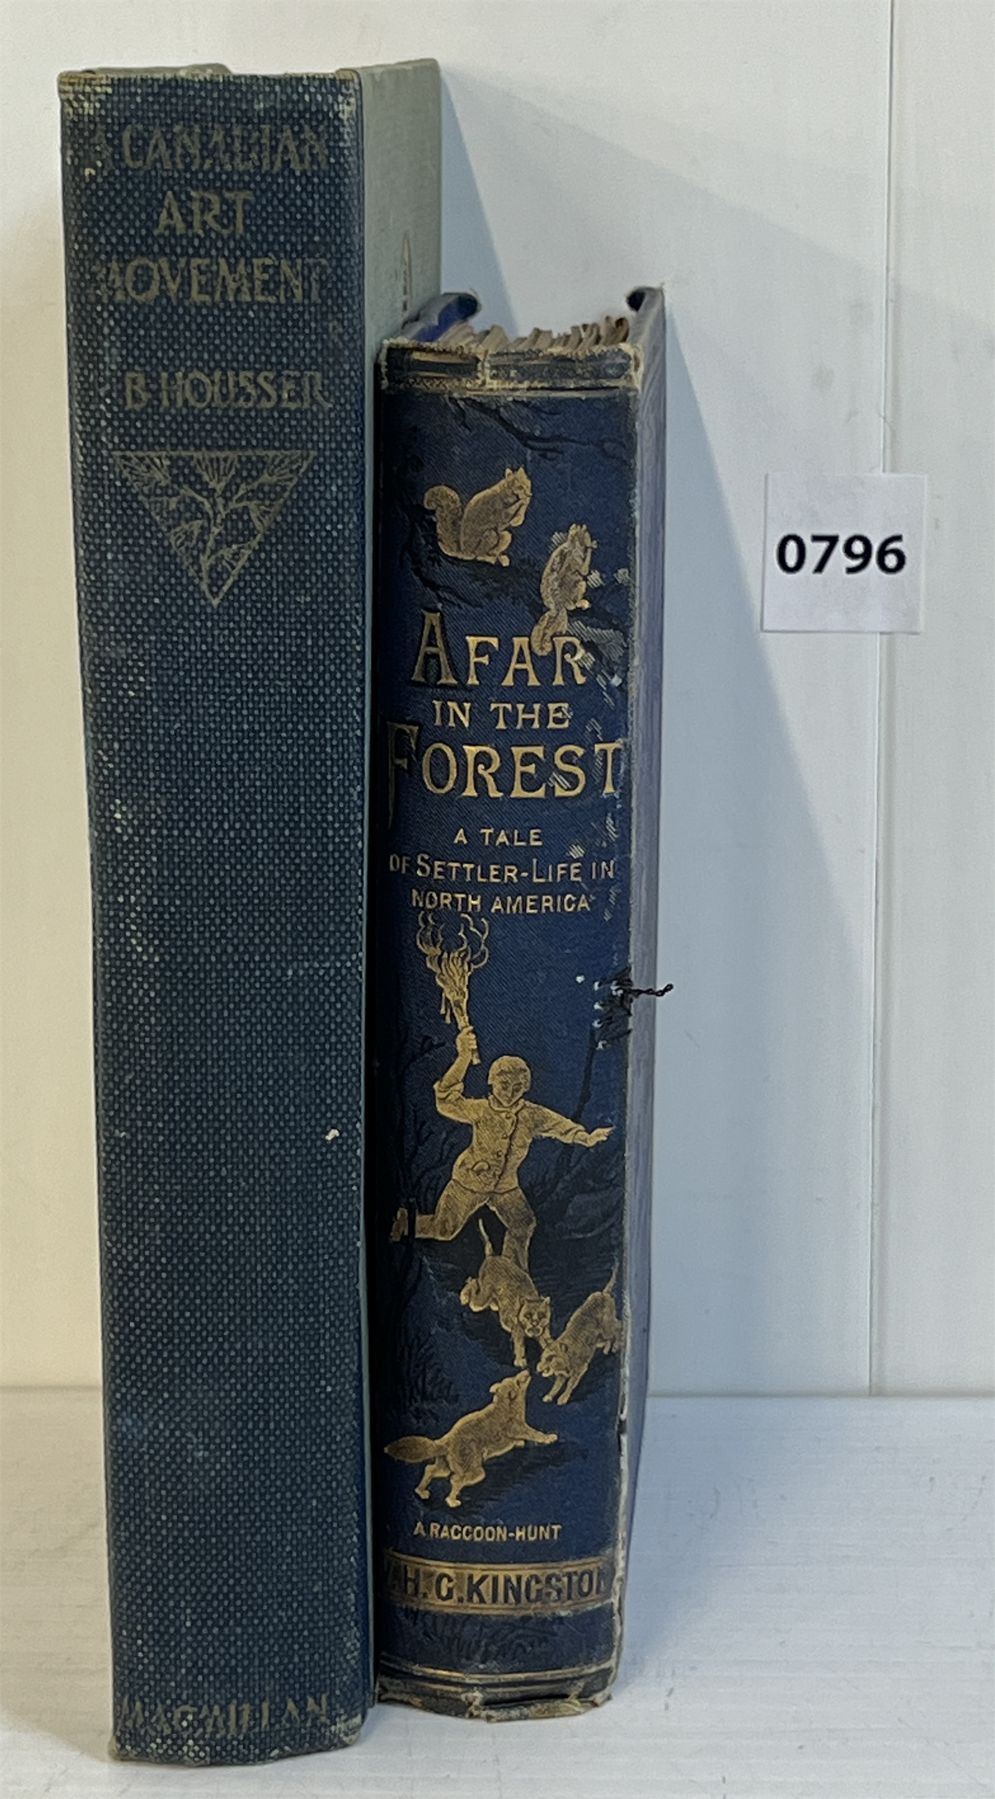 A CANADIAN
ART
MOVEMENT
B. HOUSSER
MACMILLAN
AFAR
IN THE
FOREST
A TALE
OF SETTLER-LIFE IN
NORTH AMERICA
A RACCOON-HUNT
W. H. G. KINGSTON
0796